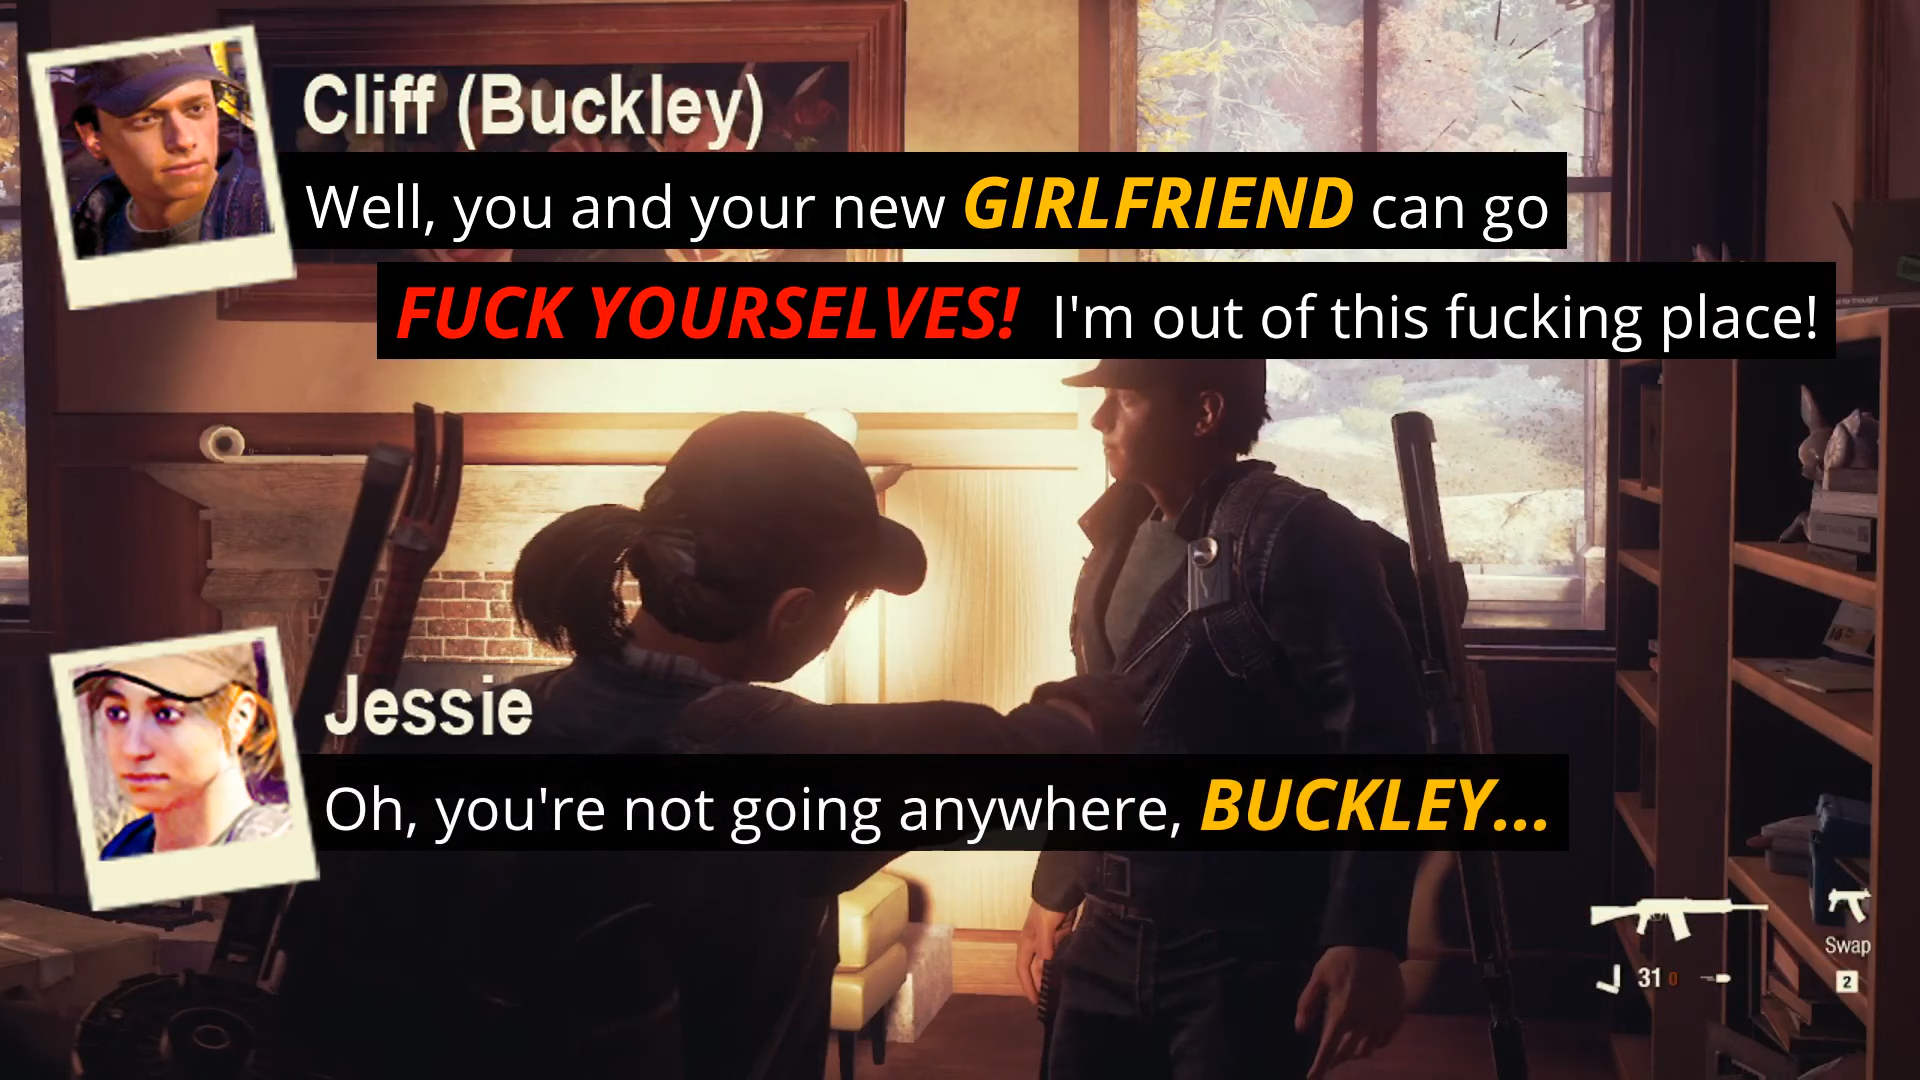 Cliff (Buckley)
Well, you and your new GIRLFRIEND can go
FUCK YOURSELVES! I'm out of this fucking place!
Jessie
Oh, you're not going anywhere, BUCKLEY...
Swap
31 0
2